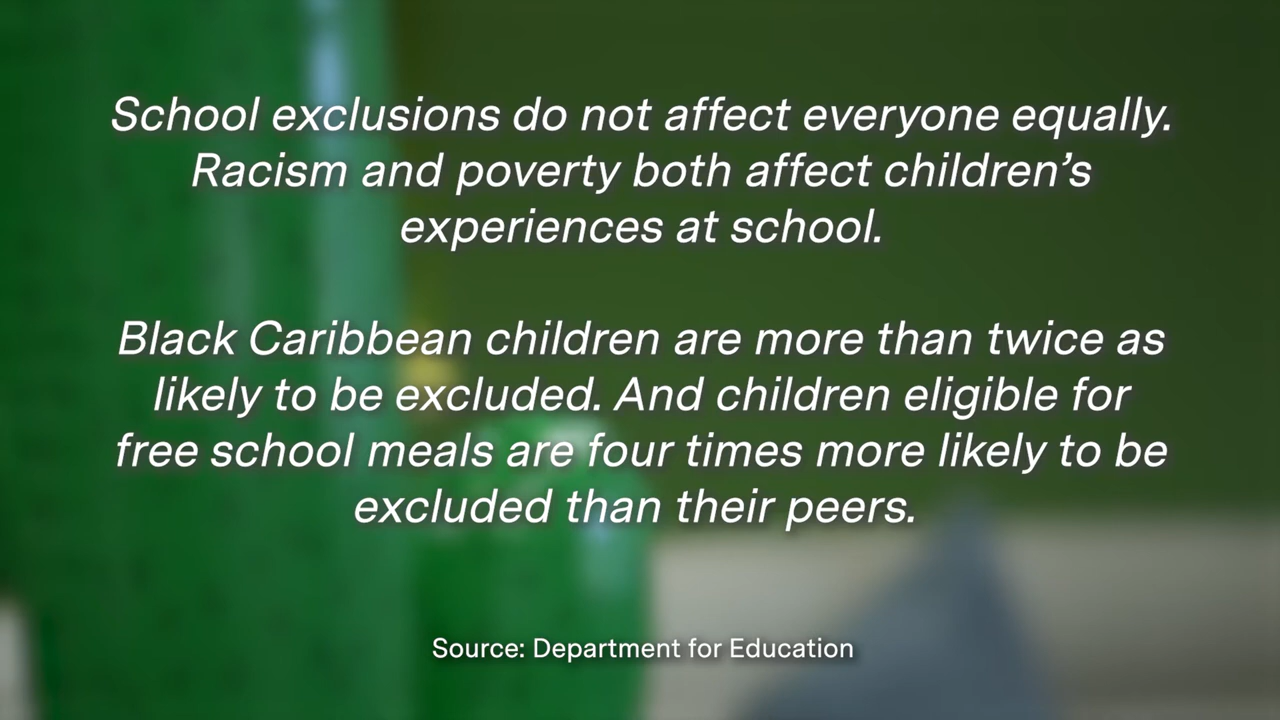 School exclusions do not affect everyone equally.
Racism and poverty both affect children’s
experiences at school.
Black Caribbean children are more than twice as
likely to be excluded. And children eligible for
free school meals are four times more likely to be
excluded than their peers.
Source: Department for Education